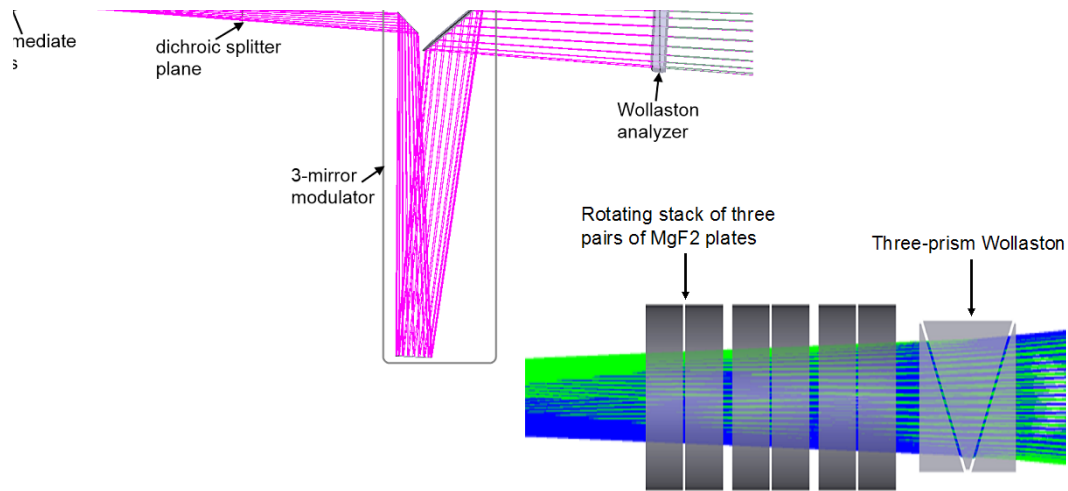 mediate
s
dichroic splitter
plane
Wollaston
analyzer
3-mirror
modulator
Rotating stack of three
pairs of MgF2 plates
Three-prism Wollaston